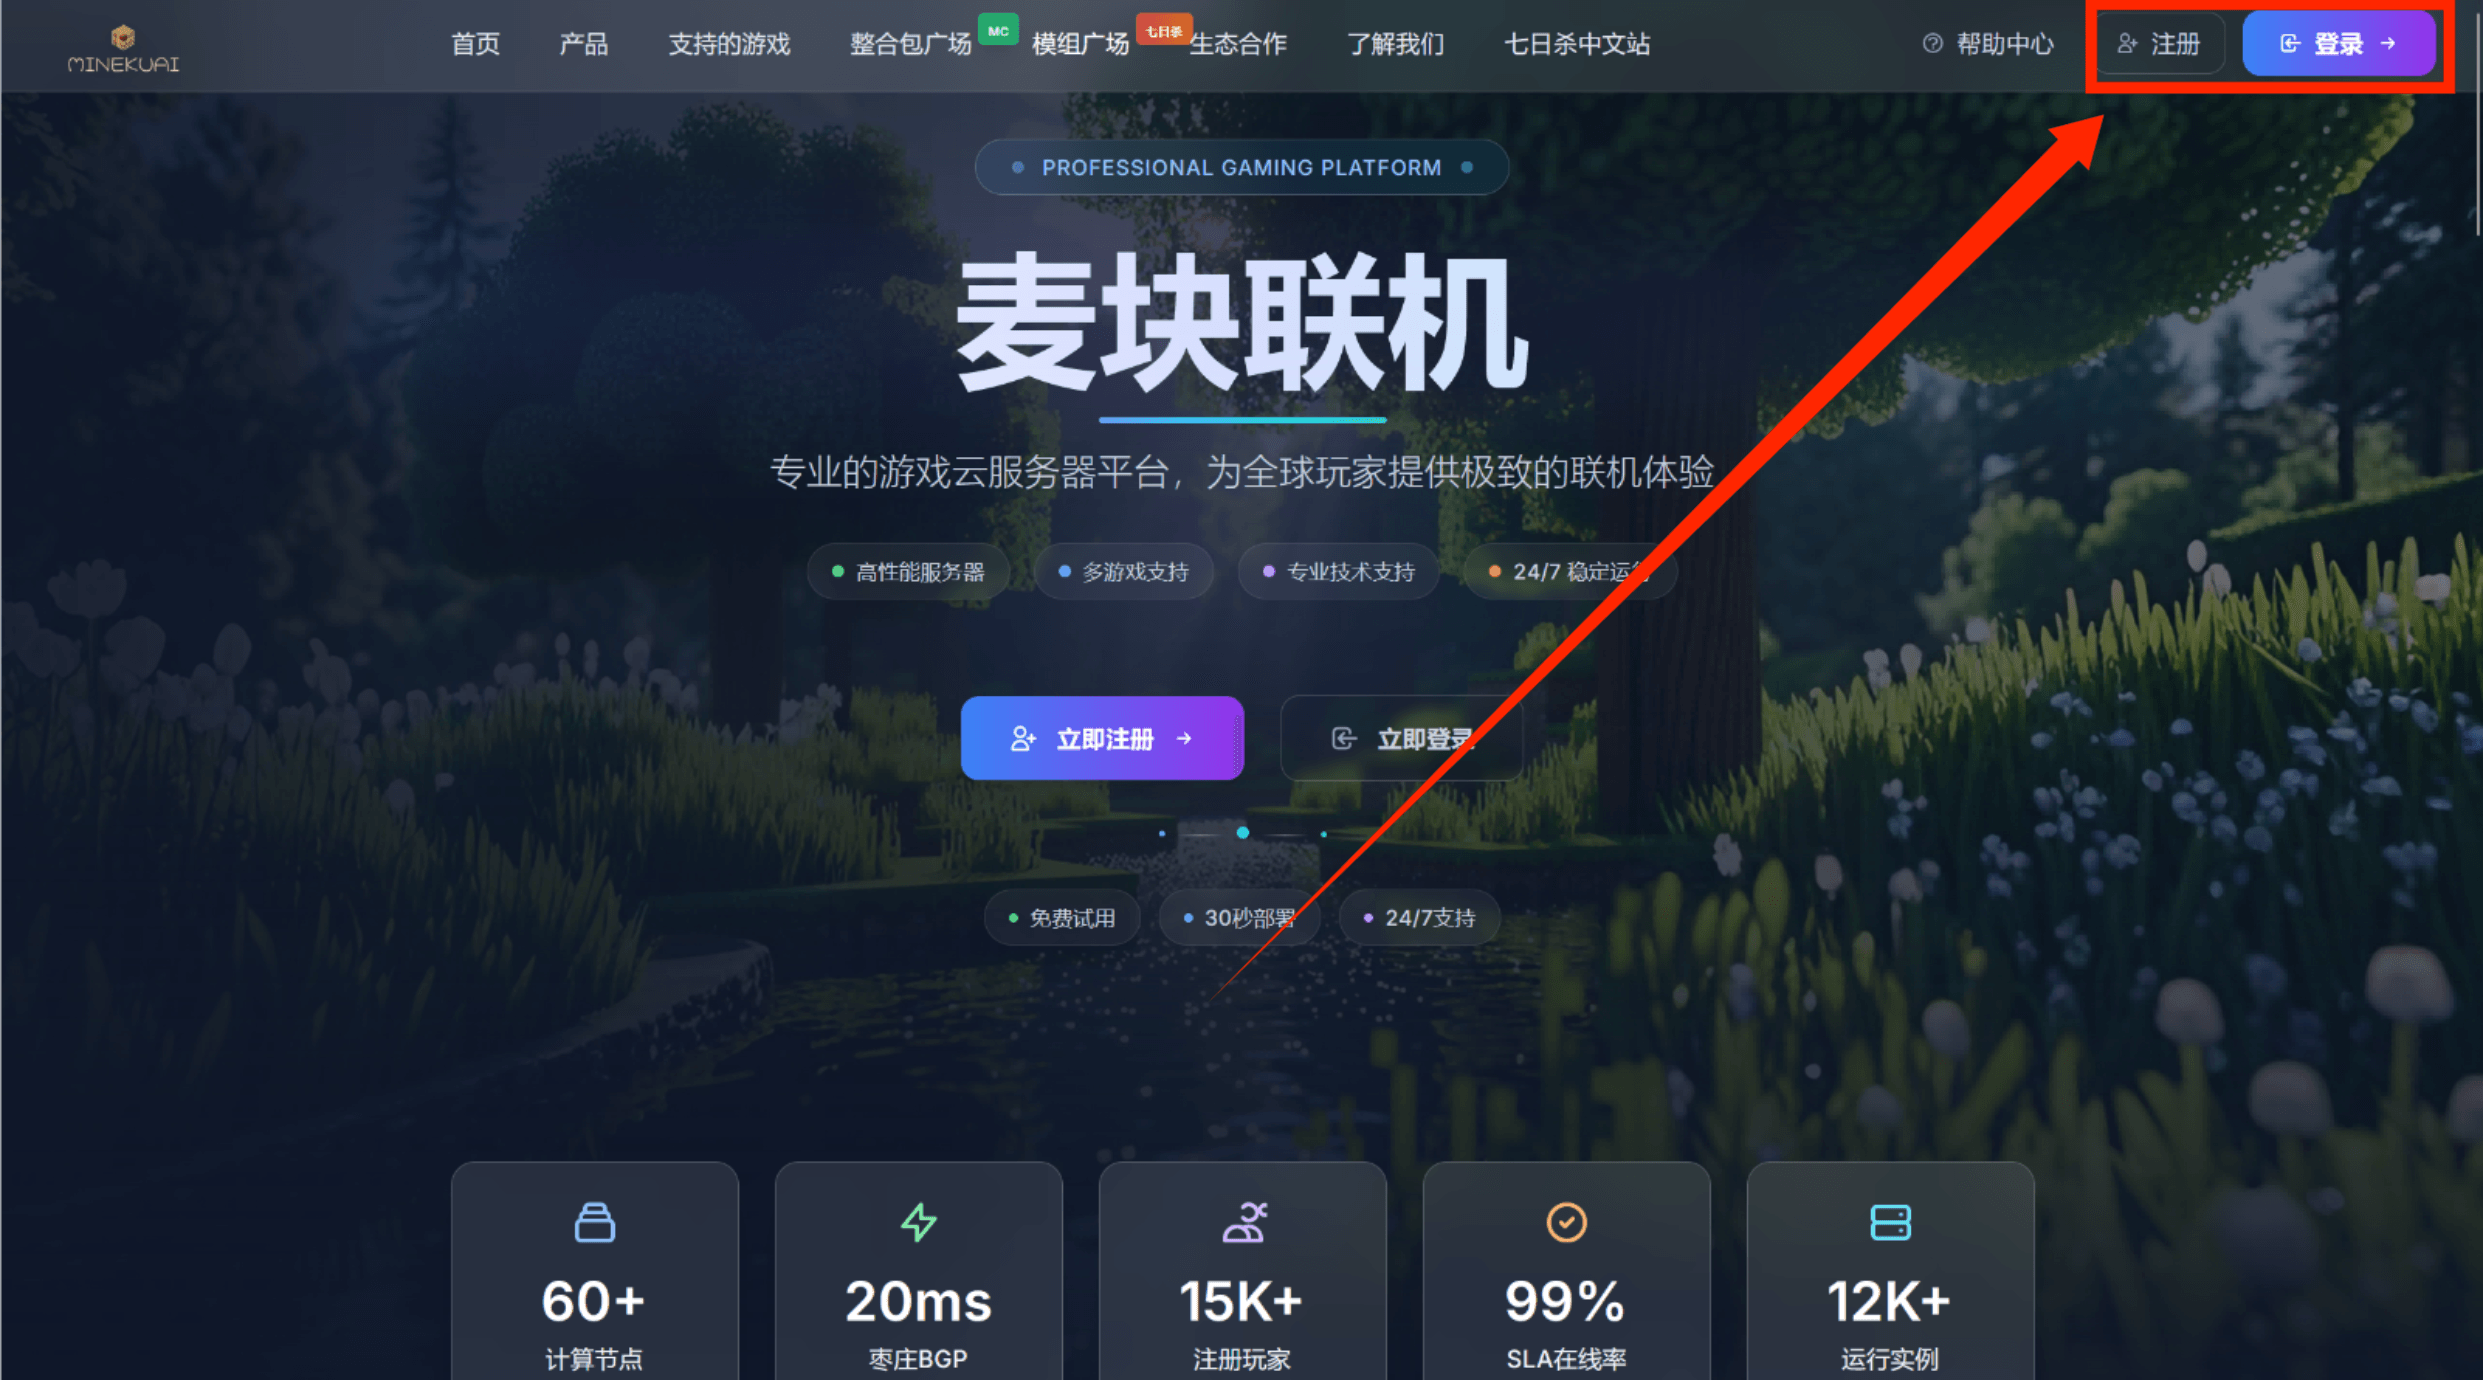 MINEKUAI
首页
产品
支持的游戏
整合包广场
MC
模组广场
七日杀
生态合作
了解我们
七日杀中文站
帮助中心
注册
登录
PROFESSIONAL GAMING PLATFORM
麦块联机
专业的游戏云服务器平台，为全球玩家提供极致的联机体验
高性能服务器
多游戏支持
专业技术支持
24/7 稳定运行
立即注册
立即登录
免费试用
30秒部署
24/7支持
60+
计算节点
20ms
枣庄BGP
15K+
注册玩家
99%
SLA在线率
12K+
运行实例